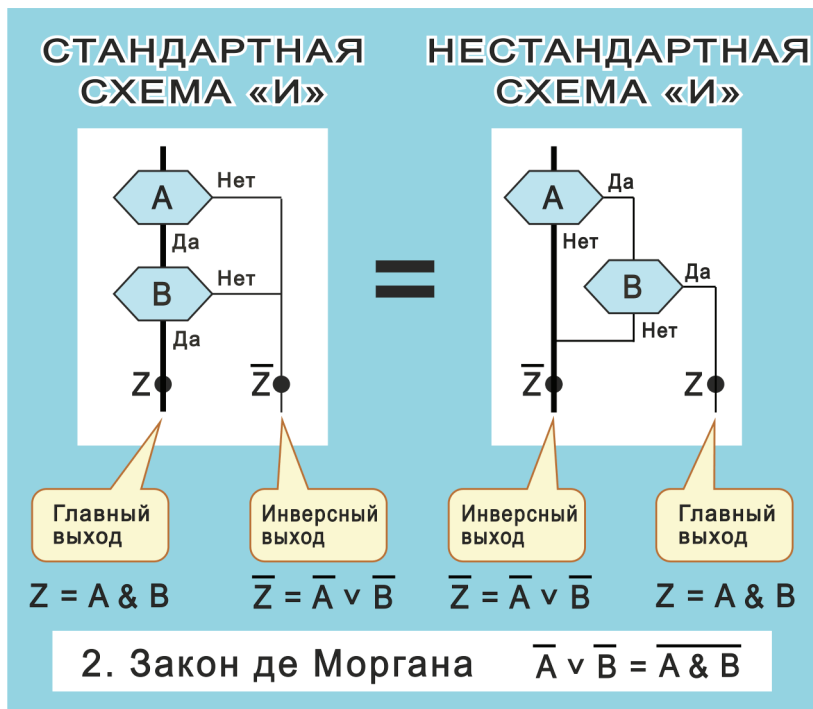 СТАНДАРТНАЯ
СХЕМА «И»
НЕСТАНДАРТНАЯ
СХЕМА «И»
A
Нет
Да
B
Нет
Да
Z
Z̅
=
A
Да
Нет
B
Да
Нет
Z̅
Z
Главный
выход
Инверсный
выход
Инверсный
выход
Главный
выход
Z = A & B
Z̅ = A̅ v B̅
Z̅ = A̅ v B̅
Z = A & B
2. Закон де Моргана A̅ v B̅ = A̅ ̅&̅ ̅B̅